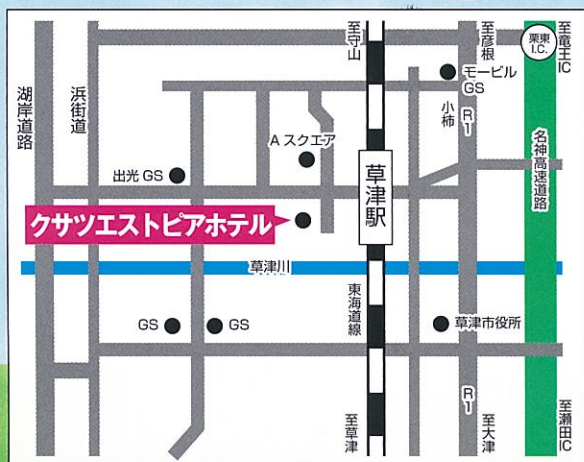 至守山
至彦根
栗東
I.C.
至竜王IC
湖岸道路
浜街道
モービル
GS
小柿
R1
名神高速道路
Aスクエア
出光 GS
草津駅
クサツエストピアホテル
草津川
東海道線
GS
GS
草津市役所
R1
至草津
至大津
至瀬田IC